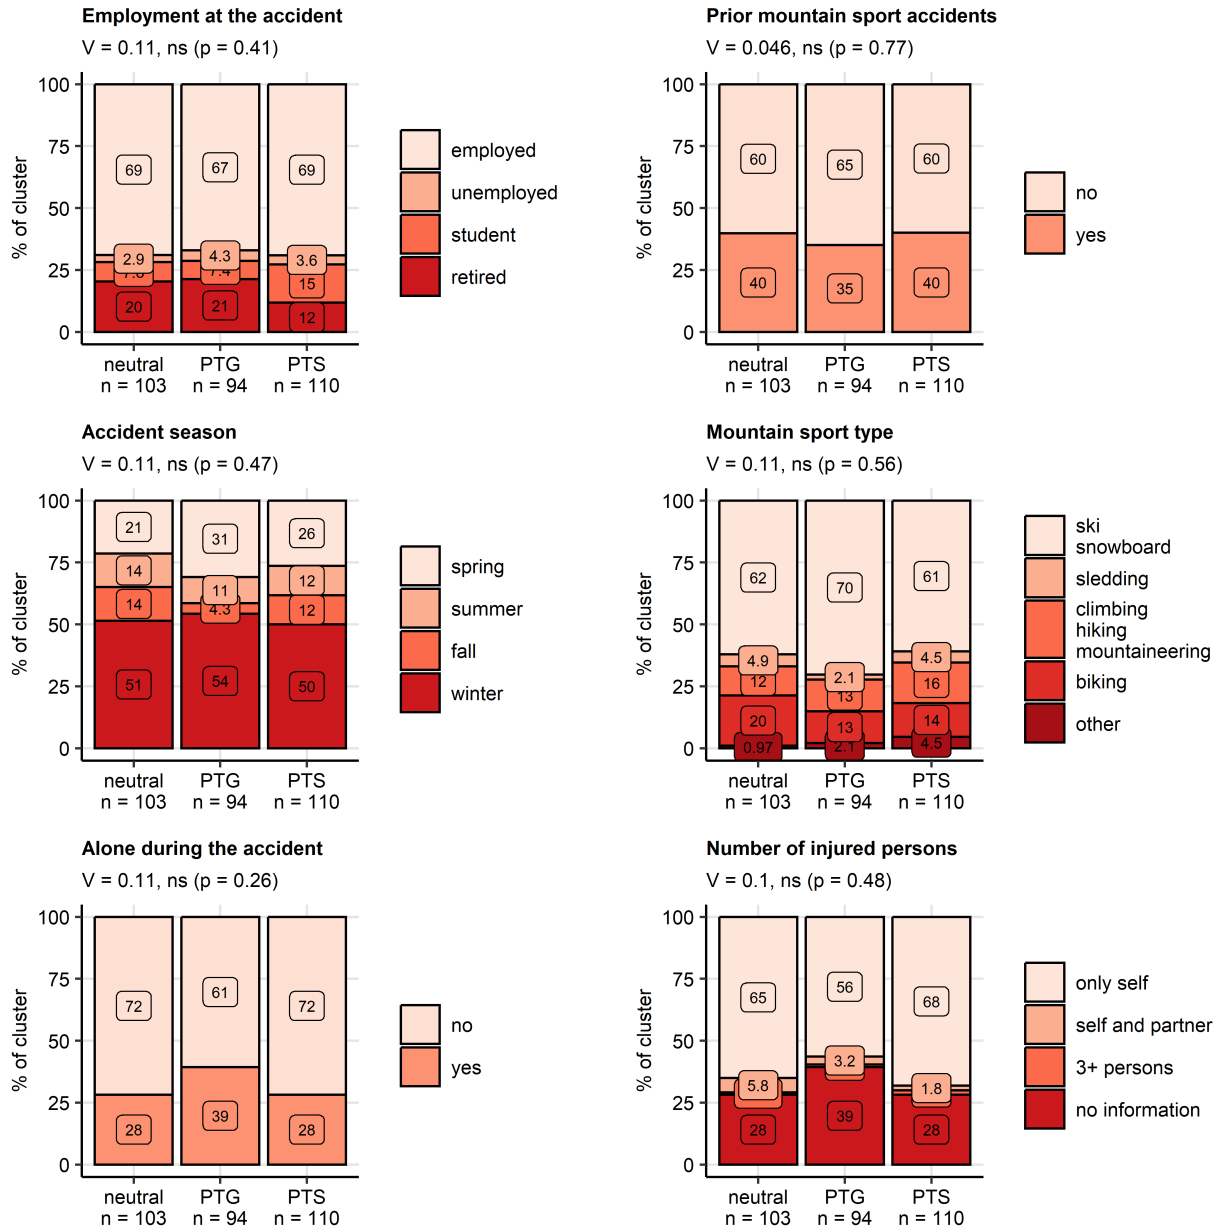 Employment at the accident
V = 0.11, ns (p = 0.41)
% of cluster
100
75
50
25
0
69
67
69
2.9
4.3
3.6
7.4
15
20
21
12
neutral
n = 103
PTG
n = 94
PTS
n = 110
employed
unemployed
student
retired
Prior mountain sport accidents
V = 0.046, ns (p = 0.77)
% of cluster
100
75
50
25
0
60
65
60
40
35
40
neutral
n = 103
PTG
n = 94
PTS
n = 110
no
yes
Accident season
V = 0.11, ns (p = 0.47)
% of cluster
100
75
50
25
0
21
31
26
14
11
12
14
4.3
12
51
54
50
neutral
n = 103
PTG
n = 94
PTS
n = 110
spring
summer
fall
winter
Mountain sport type
V = 0.11, ns (p = 0.56)
% of cluster
100
75
50
25
0
62
70
61
4.9
2.1
4.5
12
13
16
20
13
14
0.97
2.1
4.5
neutral
n = 103
PTG
n = 94
PTS
n = 110
ski
snowboard
sledding
climbing
hiking
mountaineering
biking
other
Alone during the accident
V = 0.11, ns (p = 0.26)
% of cluster
100
75
50
25
0
72
61
72
28
39
28
neutral
n = 103
PTG
n = 94
PTS
n = 110
no
yes
Number of injured persons
V = 0.1, ns (p = 0.48)
% of cluster
100
75
50
25
0
65
56
68
5.8
3.2
1.8
28
39
28
neutral
n = 103
PTG
n = 94
PTS
n = 110
only self
self and partner
3+ persons
no information